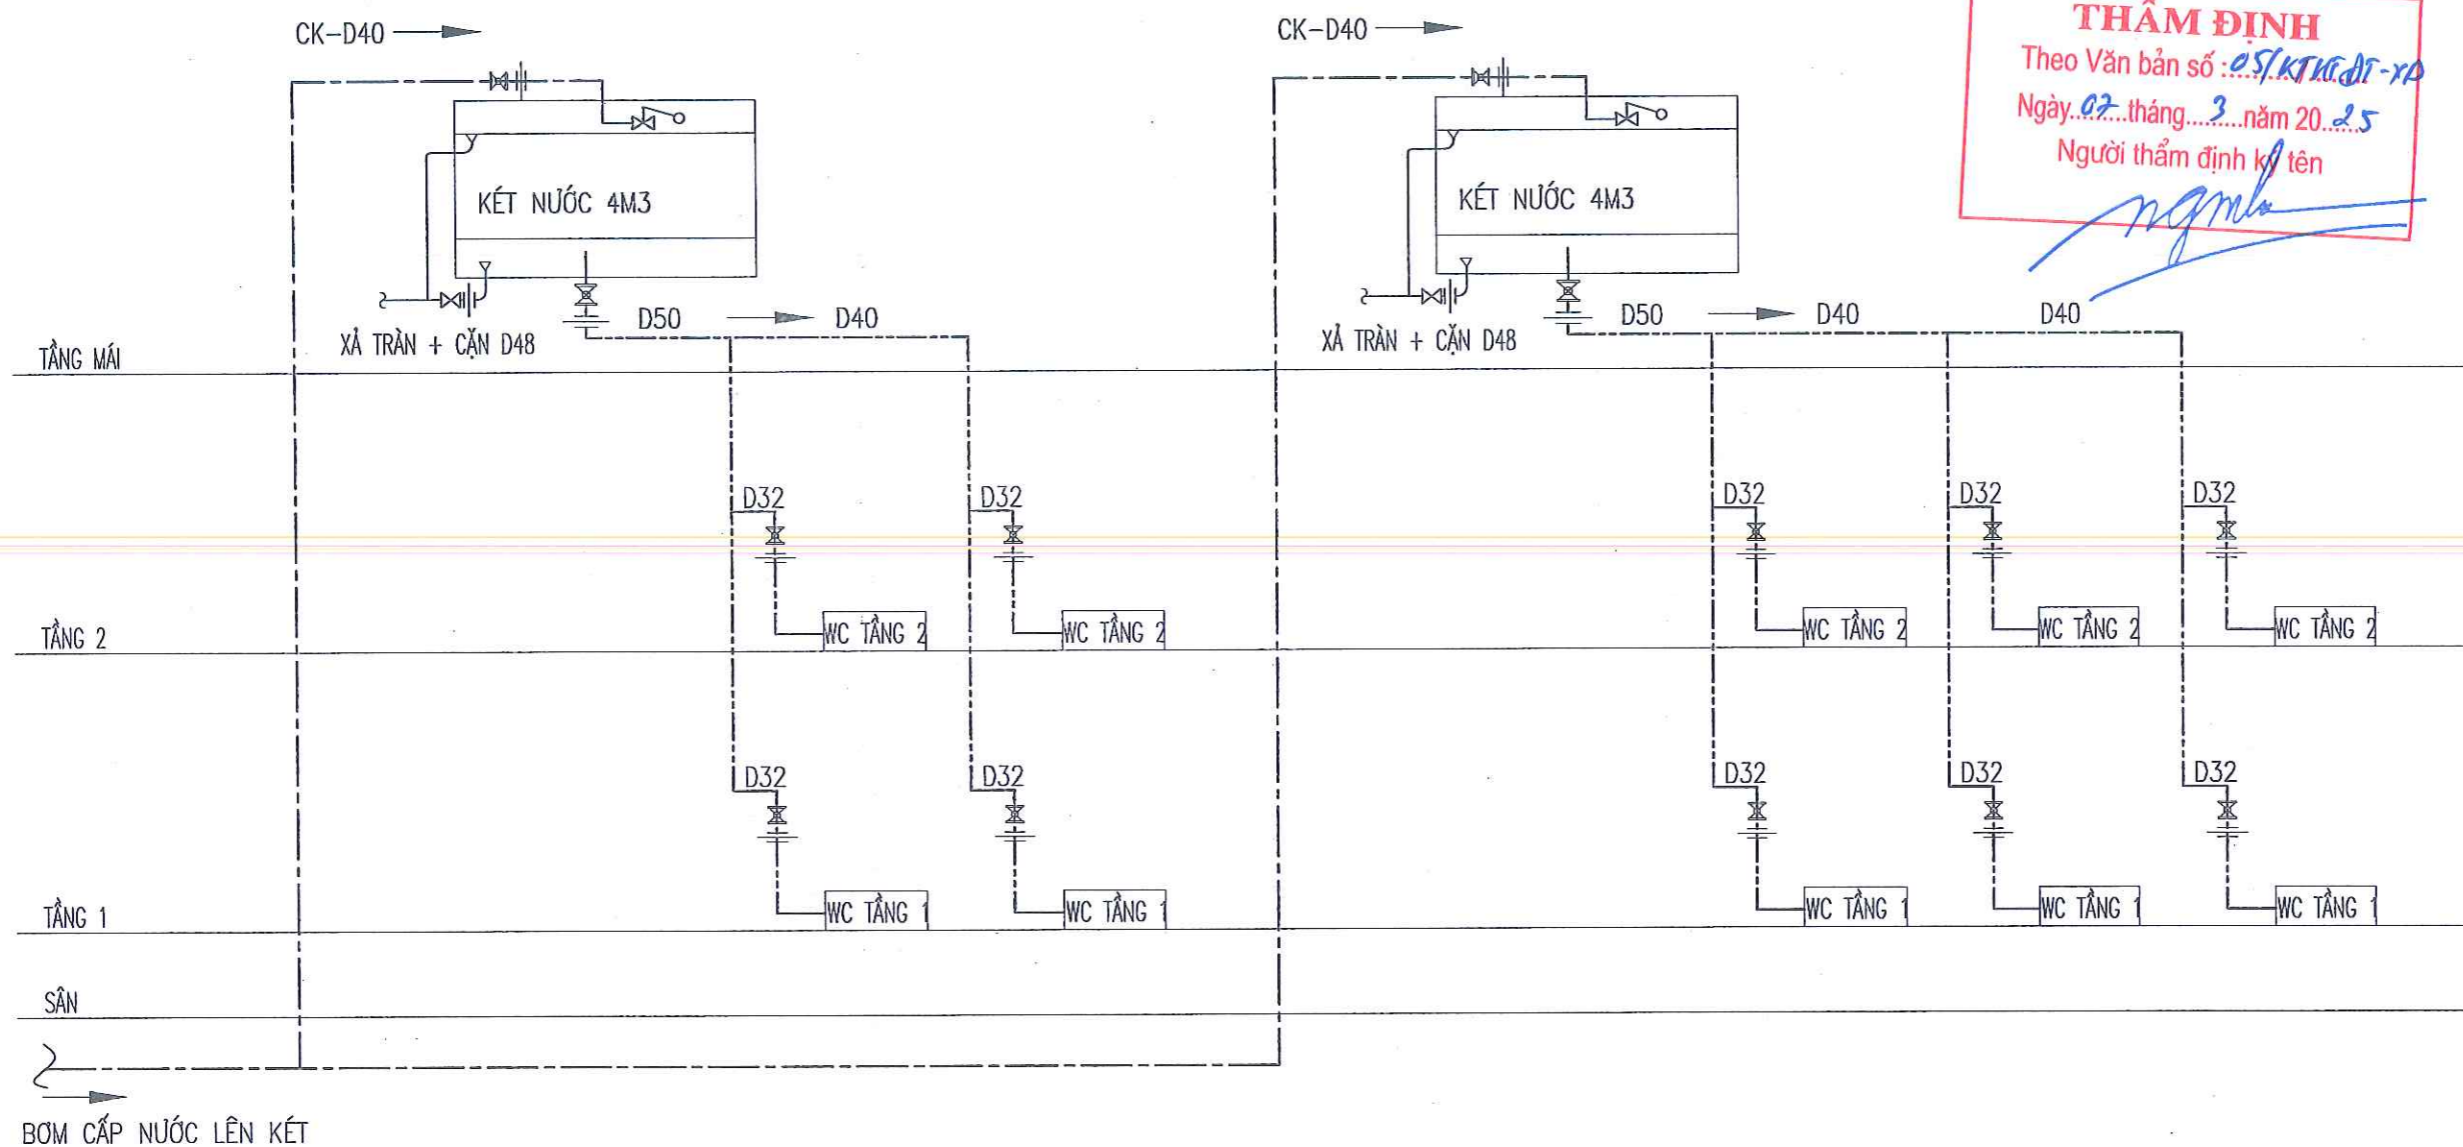 CK-D40
CK-D40
THẨM ĐỊNH
Theo Văn bản số : 05/KTHTĐT-XD
Ngày 07 tháng 3 năm 2025
Người thẩm định ký tên
KÉT NƯỚC 4M3
KÉT NƯỚC 4M3
D50
D40
D50
D40
D40
XẢ TRÀN + CẶN D48
XẢ TRÀN + CẶN D48
TẦNG MÁI
D32
D32
D32
D32
D32
WC TẦNG 2
WC TẦNG 2
WC TẦNG 2
WC TẦNG 2
WC TẦNG 2
TẦNG 2
D32
D32
D32
D32
D32
WC TẦNG 1
WC TẦNG 1
WC TẦNG 1
WC TẦNG 1
WC TẦNG 1
TẦNG 1
SÂN
BƠM CẤP NƯỚC LÊN KÉT